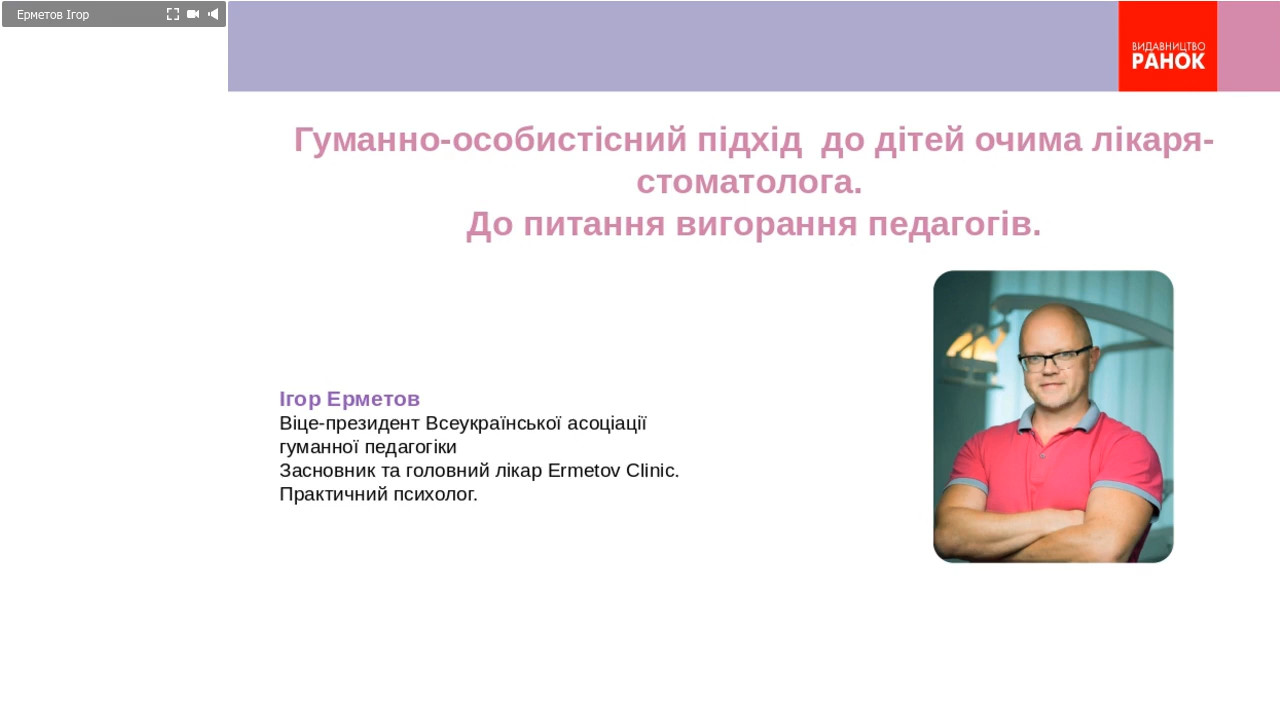 Ерметов Ігор
ВИДАВНИЦТВО
РАНОК
Гуманно-особистісний підхід до дітей очима лікаря-
стоматолога.
До питання вигорання педагогів.
Ігор Ерметов
Віце-президент Всеукраїнської асоціації
гуманної педагогіки
Засновник та головний лікар Ermetov Clinic.
Практичний психолог.